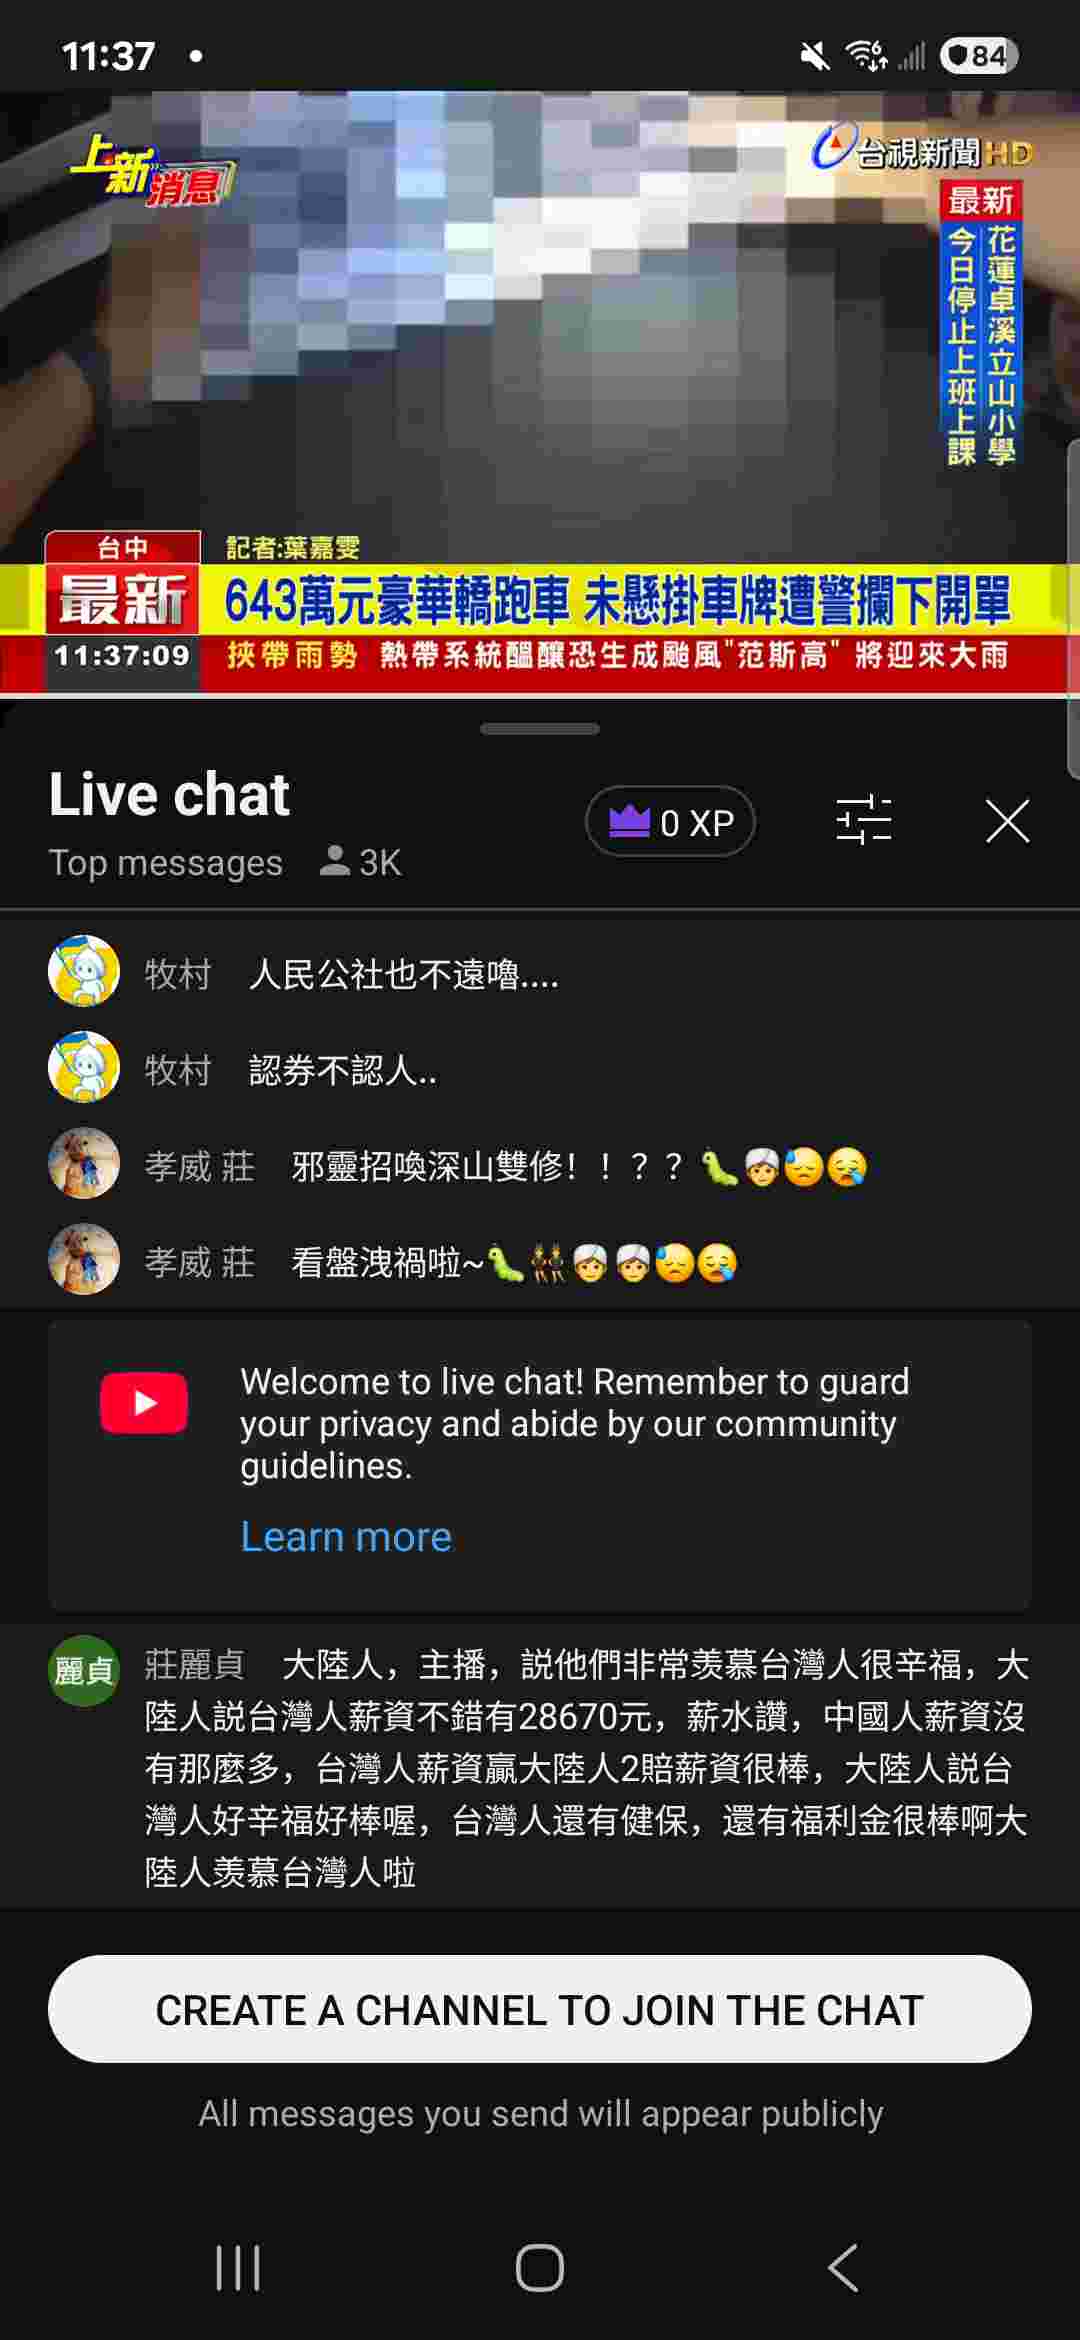 11:37
84
上新消息
台視新聞HD
最新
花蓮卓溪立山小學
今日停止上班上課
台中
記者:葉嘉雯
最新
643萬元豪華轎跑車 未懸掛車牌遭警攔下開單
11:37:09
挾帶雨勢 熱帶系統醞釀恐生成颱風"范斯高" 將迎來大雨
Live chat
0 XP
Top messages 3K
牧村 人民公社也不遠嚕....
牧村 認券不認人..
孝威 莊 邪靈招喚深山雙修！！？？🐛👳😓😪
孝威 莊 看盤洩禍啦~🐛👯👳👳😓😪
Welcome to live chat! Remember to guard
your privacy and abide by our community
guidelines.
Learn more
麗貞
莊麗貞 大陸人，主播，説他們非常羨慕台灣人很辛福，大
陸人説台灣人薪資不錯有28670元，薪水讚，中國人薪資沒
有那麼多，台灣人薪資贏大陸人2賠薪資很棒，大陸人説台
灣人好辛福好棒喔，台灣人還有健保，還有福利金很棒啊大
陸人羨慕台灣人啦
CREATE A CHANNEL TO JOIN THE CHAT
All messages you send will appear publicly